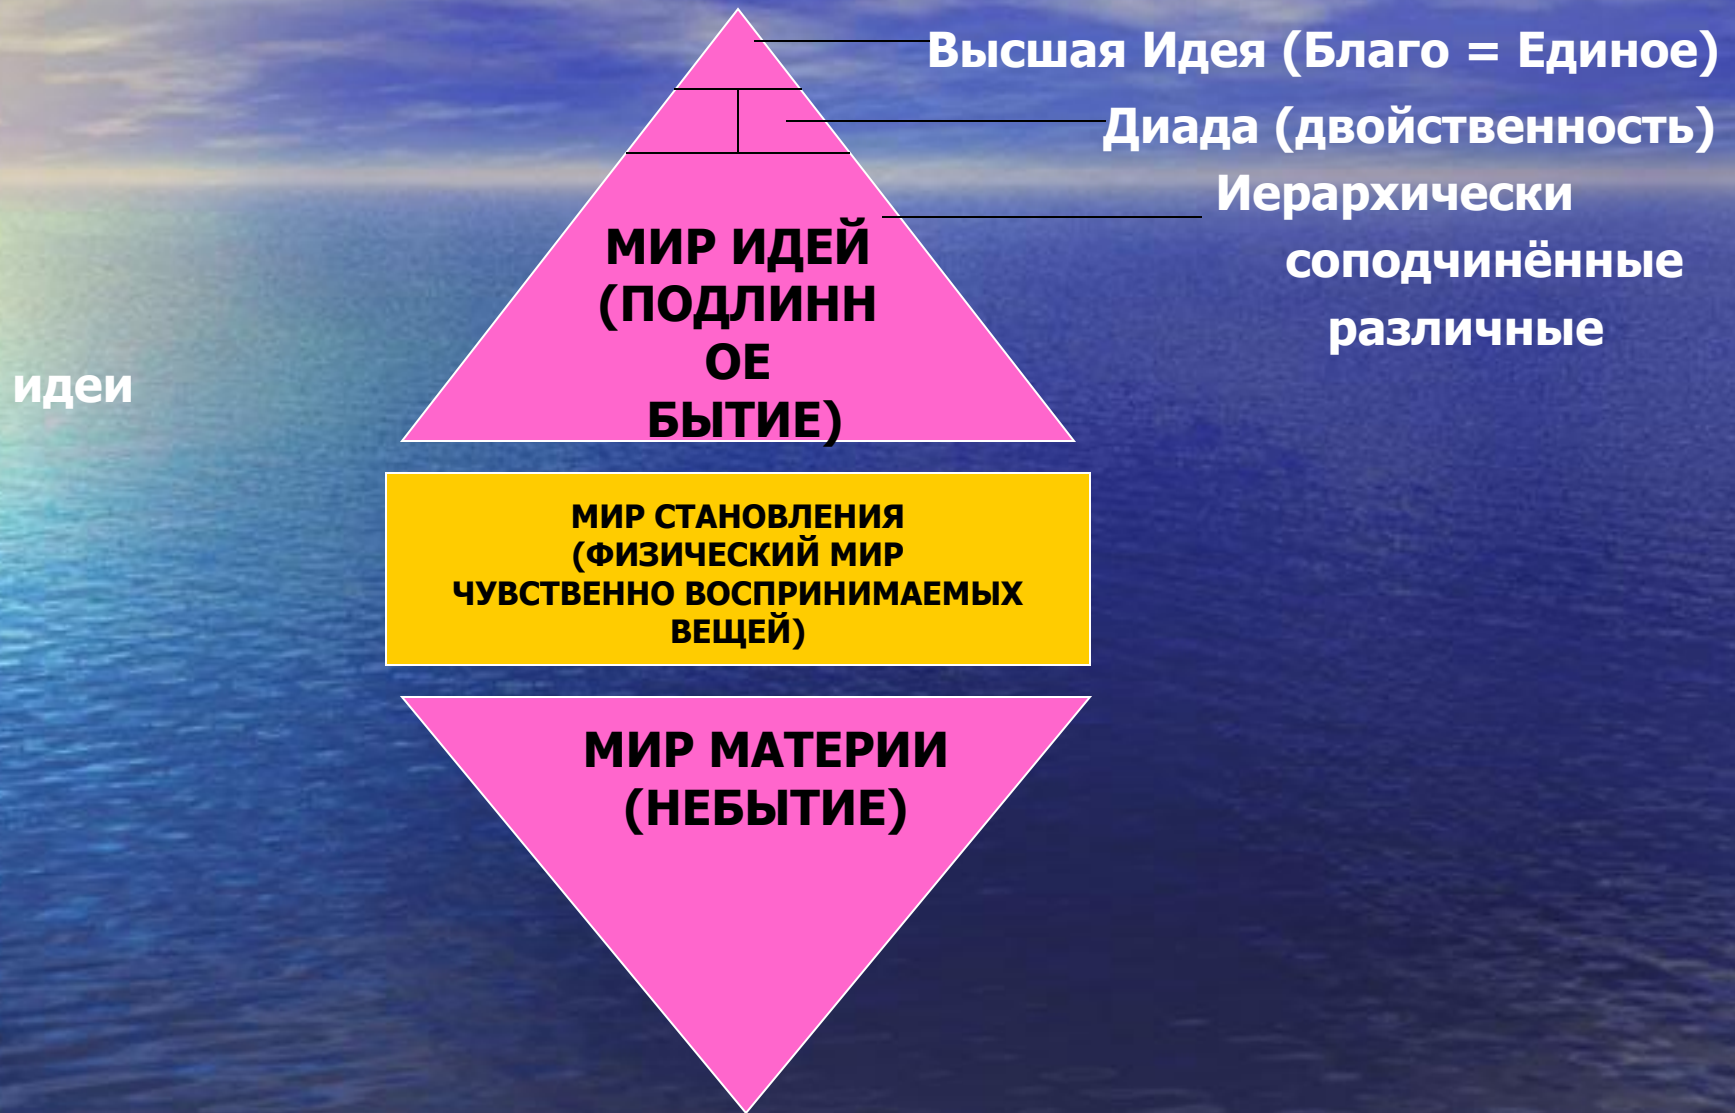 Высшая Идея (Благо = Единое)
Диада (двойственность)
Иерархически
соподчинённые
различные
идеи
МИР ИДЕЙ
(ПОДЛИНН
ОЕ
БЫТИЕ)
МИР СТАНОВЛЕНИЯ
(ФИЗИЧЕСКИЙ МИР
ЧУВСТВЕННО ВОСПРИНИМАЕМЫХ
ВЕЩЕЙ)
МИР МАТЕРИИ
(НЕБЫТИЕ)